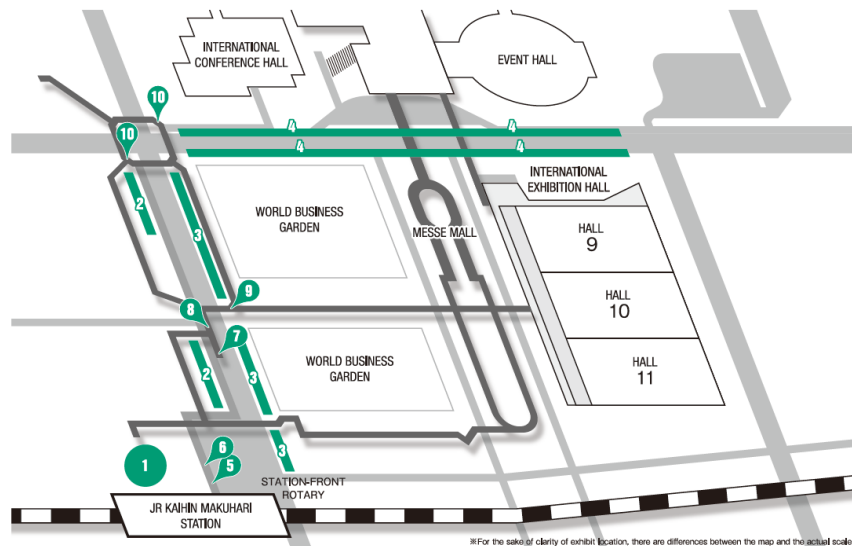 INTERNATIONAL
CONFERENCE HALL
EVENT HALL
10
10
4
4
4
4
INTERNATIONAL
EXHIBITION HALL
2
3
WORLD BUSINESS
GARDEN
MESSE MALL
HALL
9
9
8
HALL
10
7
2
3
WORLD BUSINESS
GARDEN
HALL
11
6
3
1
5
STATION-FRONT
ROTARY
JR KAIHIN MAKUHARI
STATION
※For the sake of clarity of exhibit location, there are differences between the map and the actual scale